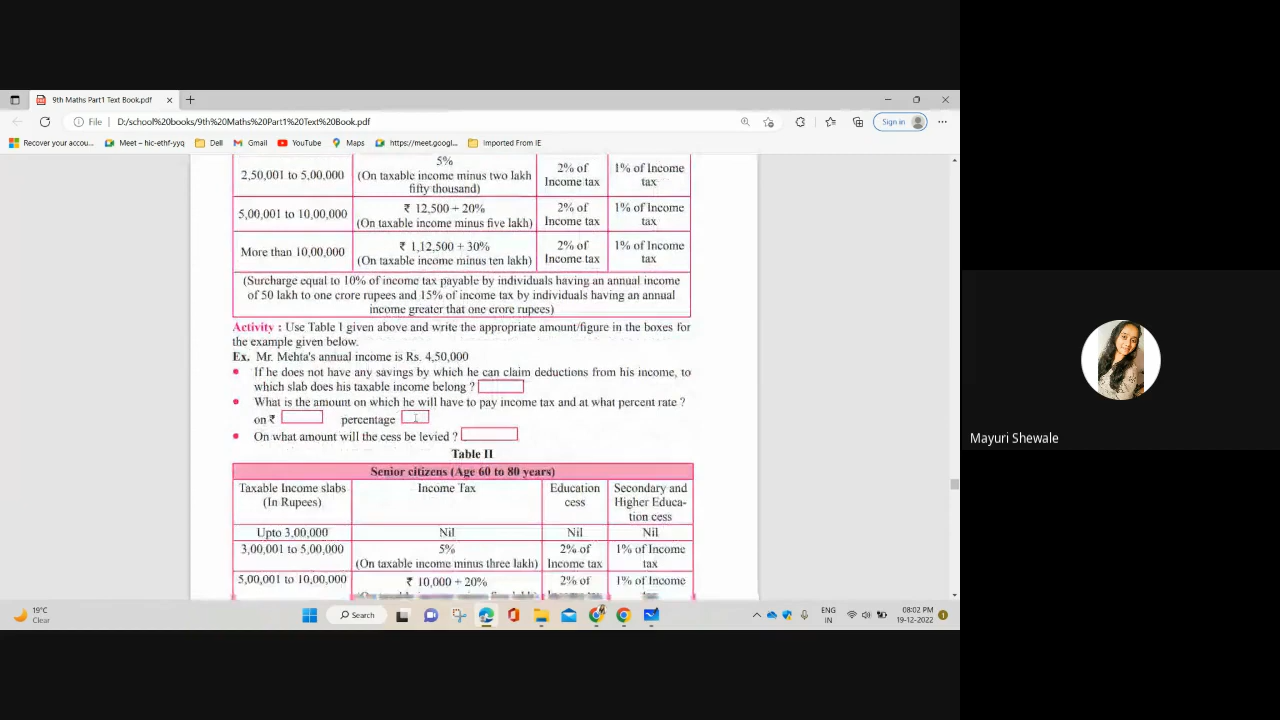 9th Maths Part1 Text Book.pdf
File
D:/school%20books/9th%20Maths%20Part1%20Text%20Book.pdf
Sign in
Recover your accou...
Meet – hic-ethf-yyq
Dell
Gmail
YouTube
Maps
https://meet.googl...
Imported From IE
2,50,001 to 5,00,000
5%
(On taxable income minus two lakh
fifty thousand)
2% of
Income tax
1% of Income
tax
5,00,001 to 10,00,000
₹ 12,500 + 20%
(On taxable income minus five lakh)
2% of
Income tax
1% of Income
tax
More than 10,00,000
₹ 1,12,500 + 30%
(On taxable income minus ten lakh)
2% of
Income tax
1% of Income
tax
(Surcharge equal to 10% of income tax payable by individuals having an annual income
of 50 lakh to one crore rupees and 15% of income tax by individuals having an annual
income greater that one crore rupees)
Activity : Use Table I given above and write the appropriate amount/figure in the boxes for
the example given below.
Ex. Mr. Mehta's annual income is Rs. 4,50,000
• If he does not have any savings by which he can claim deductions from his income, to
which slab does his taxable income belong ?
• What is the amount on which he will have to pay income tax and at what percent rate ?
on ₹ percentage
• On what amount will the cess be levied ?
Table II
Senior citizens (Age 60 to 80 years)
Taxable Income slabs
(In Rupees)
Income Tax
Education
cess
Secondary and
Higher Educa-
tion cess
Upto 3,00,000
Nil
Nil
Nil
3,00,001 to 5,00,000
5%
(On taxable income minus three lakh)
2% of
Income tax
1% of Income
tax
5,00,001 to 10,00,000
₹ 10,000 + 20%
2% of
1% of Income
Mayuri Shewale
19°C
Clear
Search
ENG
IN
08:02 PM
19-12-2022
1